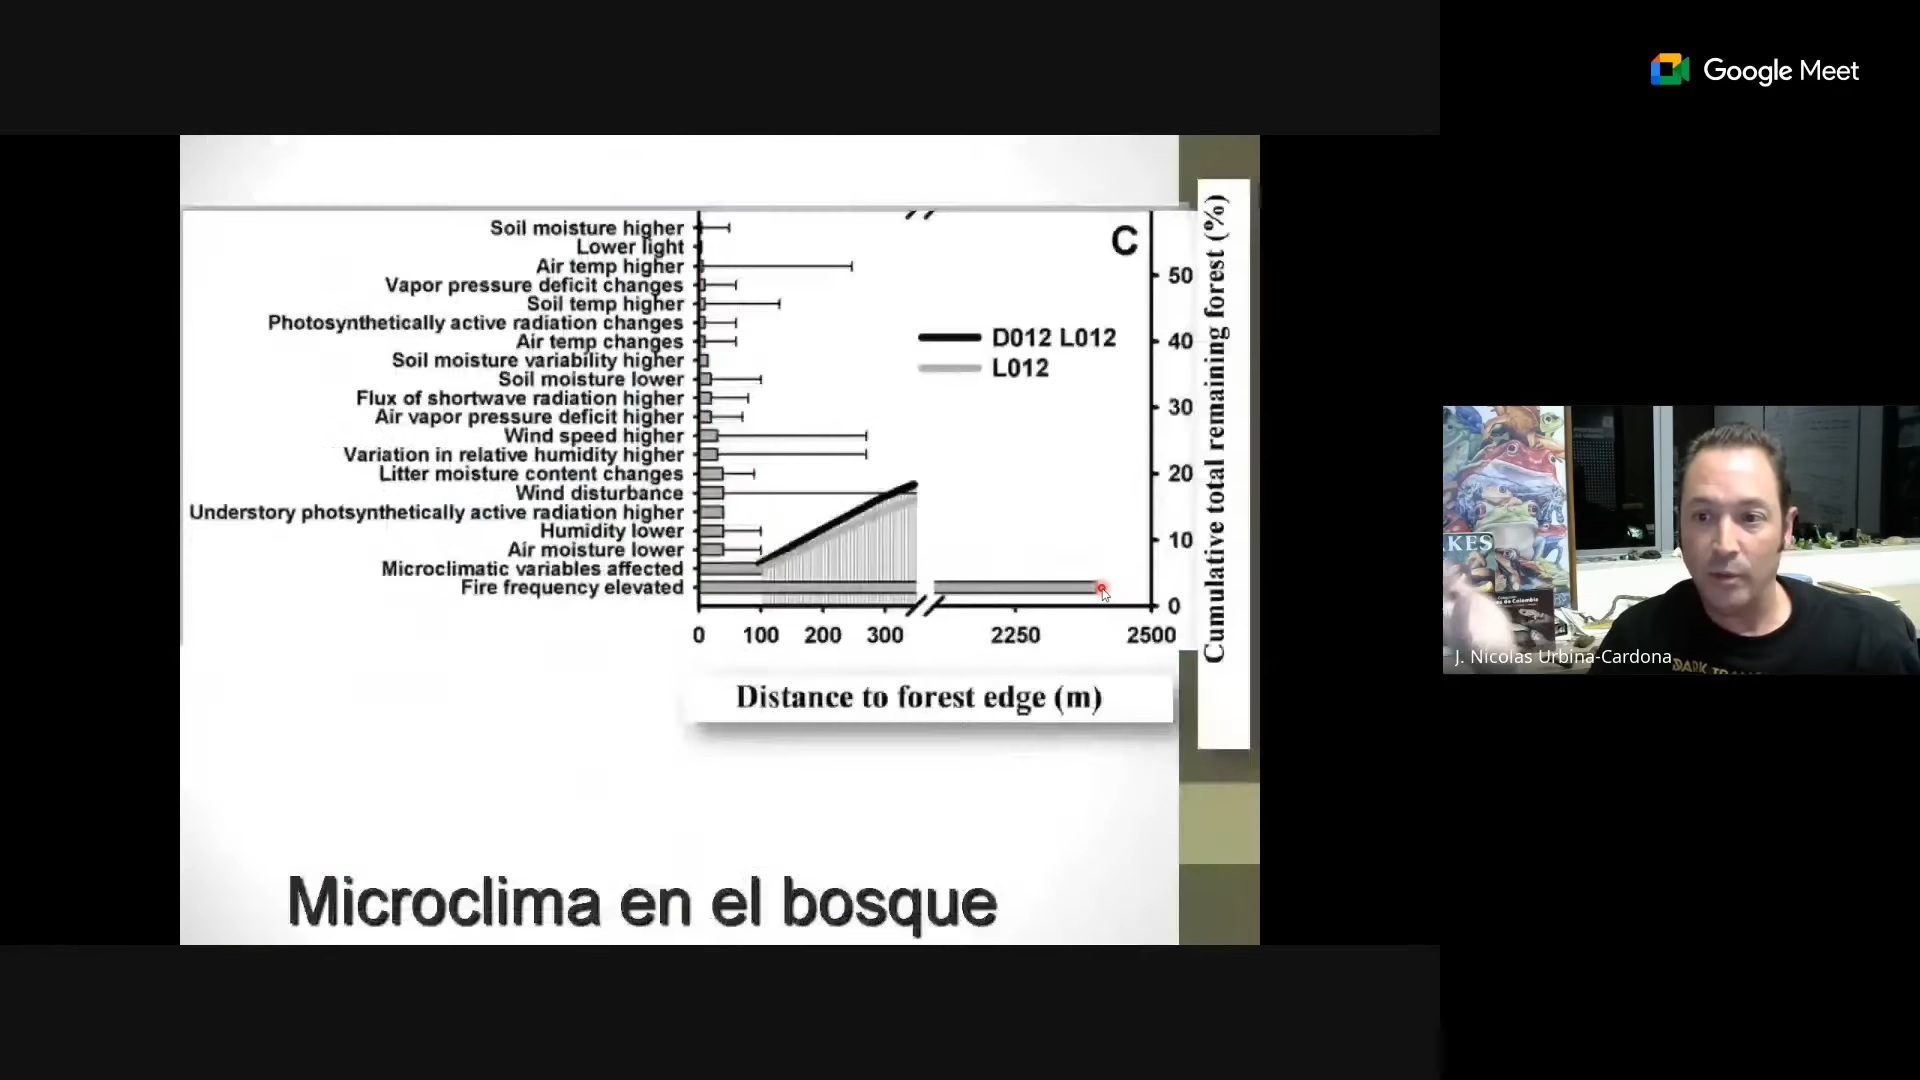 Google Meet
Soil moisture higher
Lower light
Air temp higher
Vapor pressure deficit changes
Soil temp higher
Photosynthetically active radiation changes
Air temp changes
Soil moisture variability higher
Soil moisture lower
Flux of shortwave radiation higher
Air vapor pressure deficit higher
Wind speed higher
Variation in relative humidity higher
Litter moisture content changes
Wind disturbance
Understory photsynthetically active radiation higher
Humidity lower
Air moisture lower
Microclimatic variables affected
Fire frequency elevated
C
D012 L012
L012
50
40
30
20
10
0
Cumulative total remaining forest (%)
0 100 200 300 2250 2500
Distance to forest edge (m)
Microclima en el bosque
KES
de Colombia
J. Nicolas Urbina-Cardona
DARK